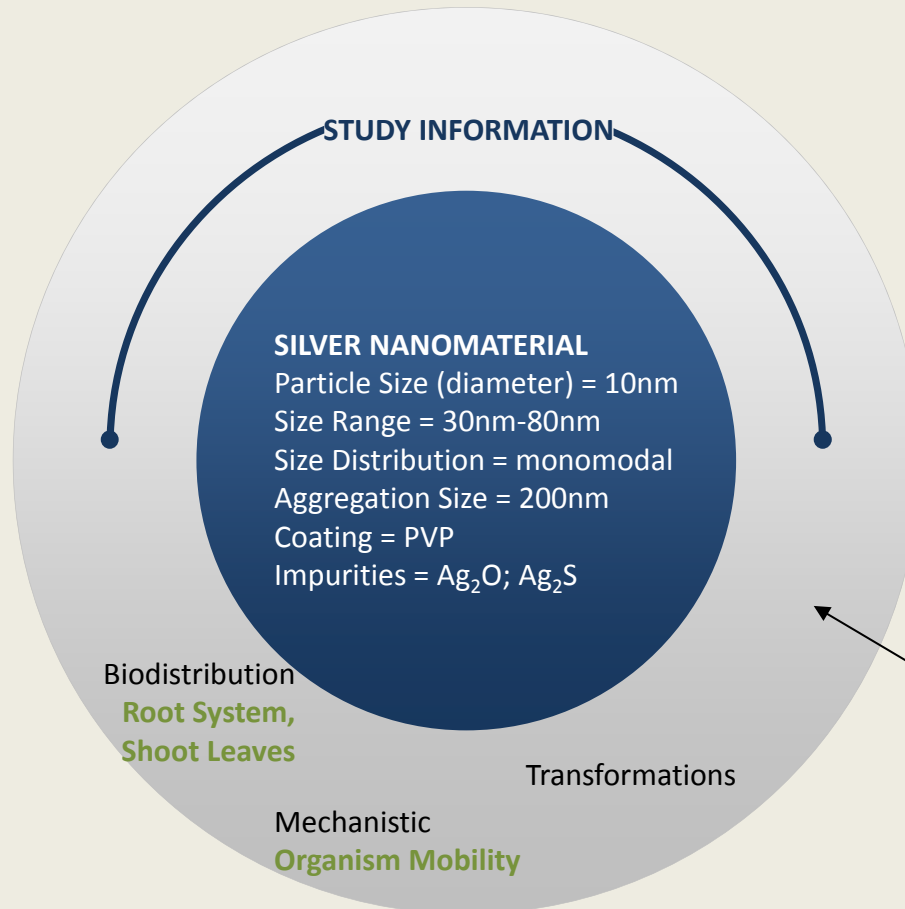 STUDY INFORMATION
SILVER NANOMATERIAL
Particle Size (diameter) = 10nm
Size Range = 30nm-80nm
Size Distribution = monomodal
Aggregation Size = 200nm
Coating = PVP
Impurities = Ag₂O; Ag₂S
Biodistribution
Root System,
Shoot Leaves
Transformations
Mechanistic
Organism Mobility